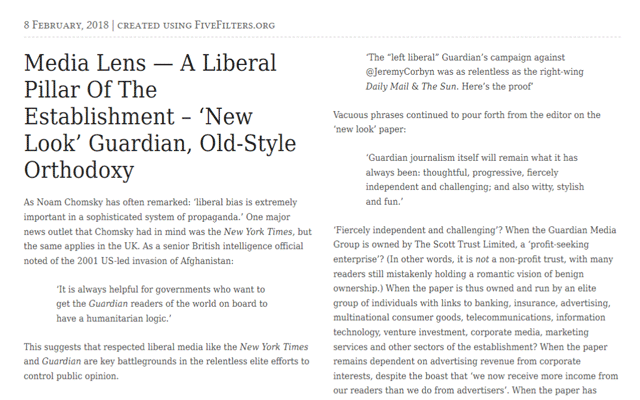 8 February, 2018 | created using FiveFilters.org
Media Lens — A Liberal
Pillar Of The
Establishment – ‘New
Look’ Guardian, Old-Style
Orthodoxy
As Noam Chomsky has often remarked: ‘liberal bias is extremely
important in a sophisticated system of propaganda.’ One major
news outlet that Chomsky had in mind was the New York Times, but
the same applies in the UK. As a senior British intelligence official
noted of the 2001 US-led invasion of Afghanistan:
‘It is always helpful for governments who want to
get the Guardian readers of the world on board to
have a humanitarian logic.’
This suggests that respected liberal media like the New York Times
and Guardian are key battlegrounds in the relentless elite efforts to
control public opinion.
‘The “left liberal” Guardian’s campaign against
@JeremyCorbyn was as relentless as the right-wing
Daily Mail & The Sun. Here’s the proof’
Vacuous phrases continued to pour forth from the editor on the
‘new look’ paper:
‘Guardian journalism itself will remain what it has
always been: thoughtful, progressive, fiercely
independent and challenging; and also witty, stylish
and fun.’
‘Fiercely independent and challenging’? When the Guardian Media
Group is owned by The Scott Trust Limited, a ‘profit-seeking
enterprise’? (In other words, it is not a non-profit trust, with many
readers still mistakenly holding a romantic vision of benign
ownership.) When the paper is thus owned and run by an elite
group of individuals with links to banking, insurance, advertising,
multinational consumer goods, telecommunications, information
technology, venture investment, corporate media, marketing
services and other sectors of the establishment? When the paper
remains dependent on advertising revenue from corporate
interests, despite the boast that ‘we now receive more income from
our readers than we do from advertisers’. When the paper has